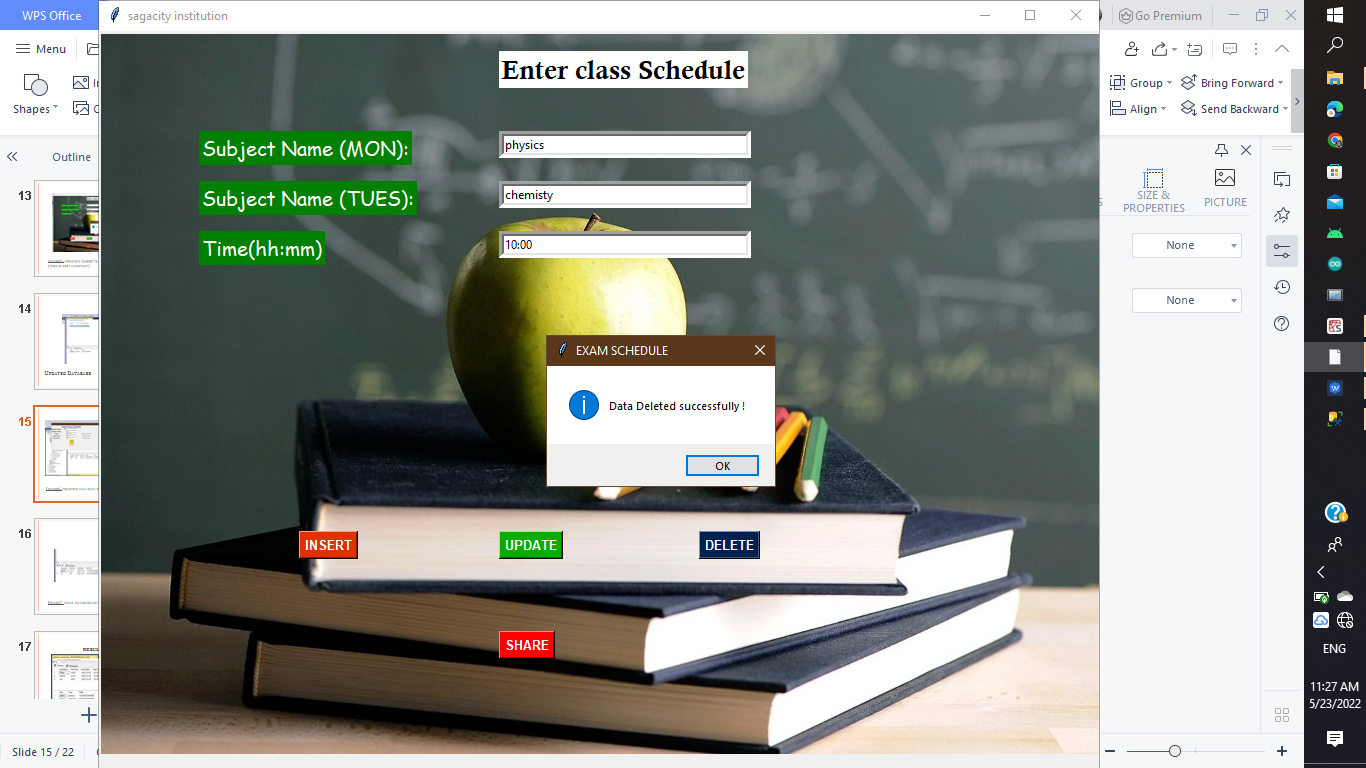 WPS Office
sagacity institution
Go Premium
Menu
Shapes
Group
Bring Forward
Align
Send Backward
Outline
Enter class Schedule
Subject Name (MON):
physics
Subject Name (TUES):
chemisty
Time(hh:mm)
10:00
SIZE &
PROPERTIES
PICTURE
None
None
13
14
UPDATED DATABASE
15
16
17
EXAM SCHEDULE
Data Deleted successfully !
OK
INSERT
UPDATE
DELETE
SHARE
Slide 15 / 22
ENG
11:27 AM
5/23/2022